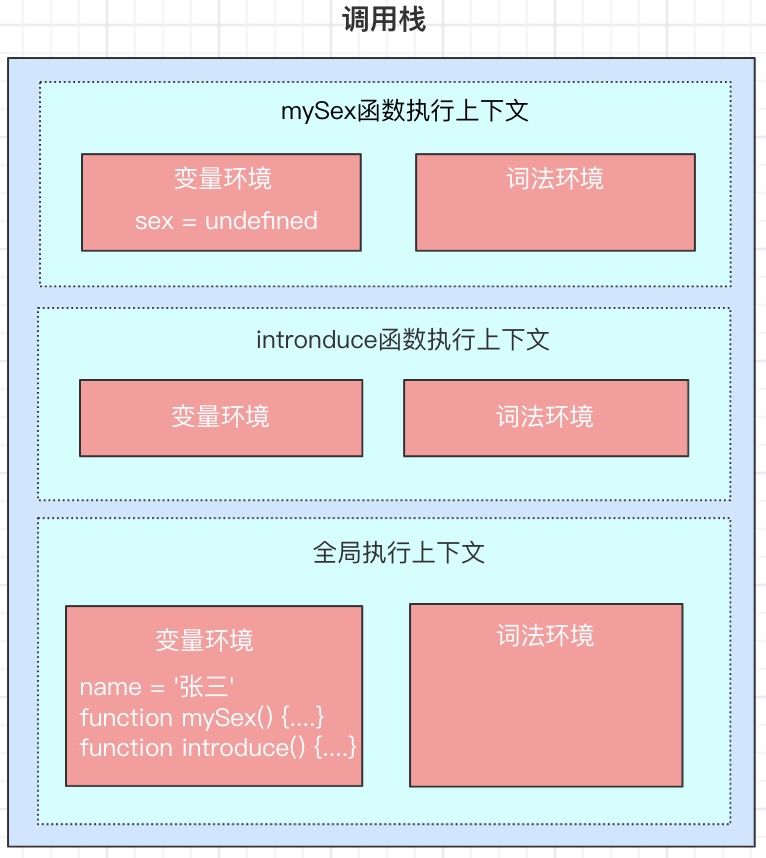 调用栈
mySex函数执行上下文
变量环境
sex = undefined
词法环境
intronduce函数执行上下文
变量环境
词法环境
全局执行上下文
变量环境
name = '张三'
function mySex() {....}
function introduce() {....}
词法环境